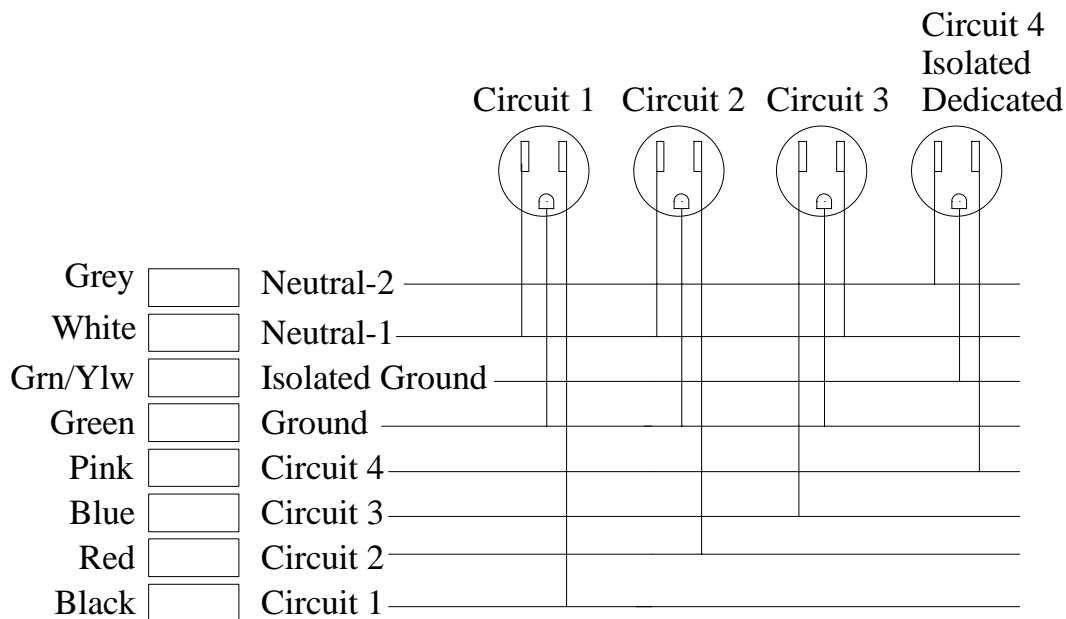 Circuit 4
Isolated
Dedicated
Circuit 1
Circuit 2
Circuit 3
Grey
Neutral-2
White
Neutral-1
Grn/Ylw
Isolated Ground
Green
Ground
Pink
Circuit 4
Blue
Circuit 3
Red
Circuit 2
Black
Circuit 1